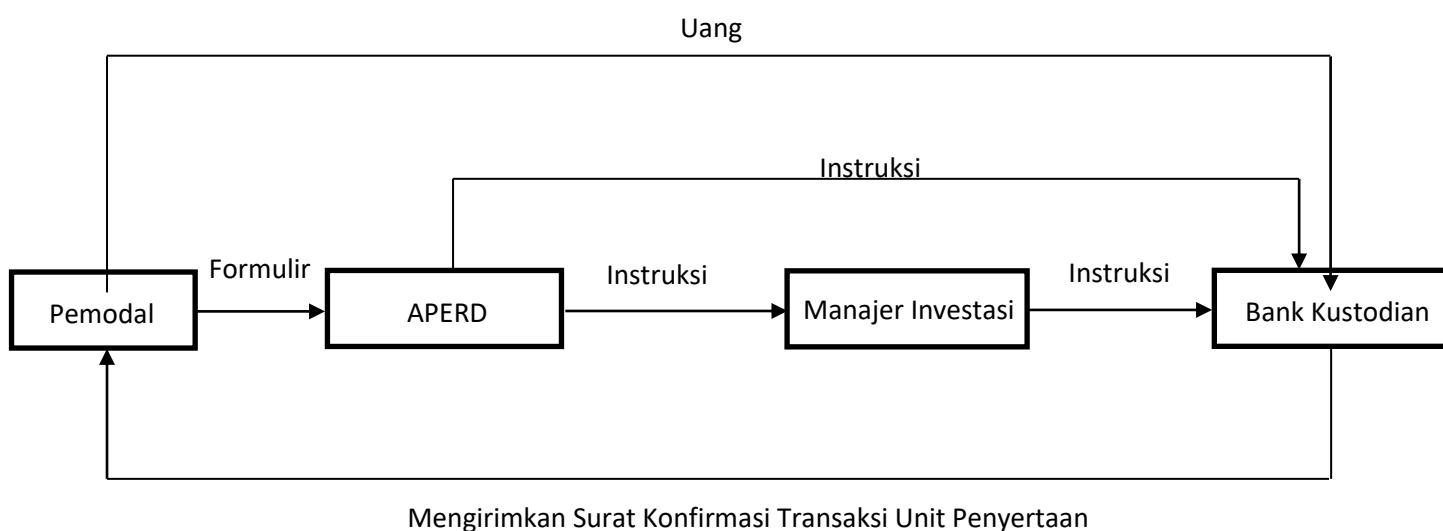 Uang
Instruksi
Formulir
Instruksi
Instruksi
Pemodal
APERD
Manajer Investasi
Bank Kustodian
Mengirimkan Surat Konfirmasi Transaksi Unit Penyertaan